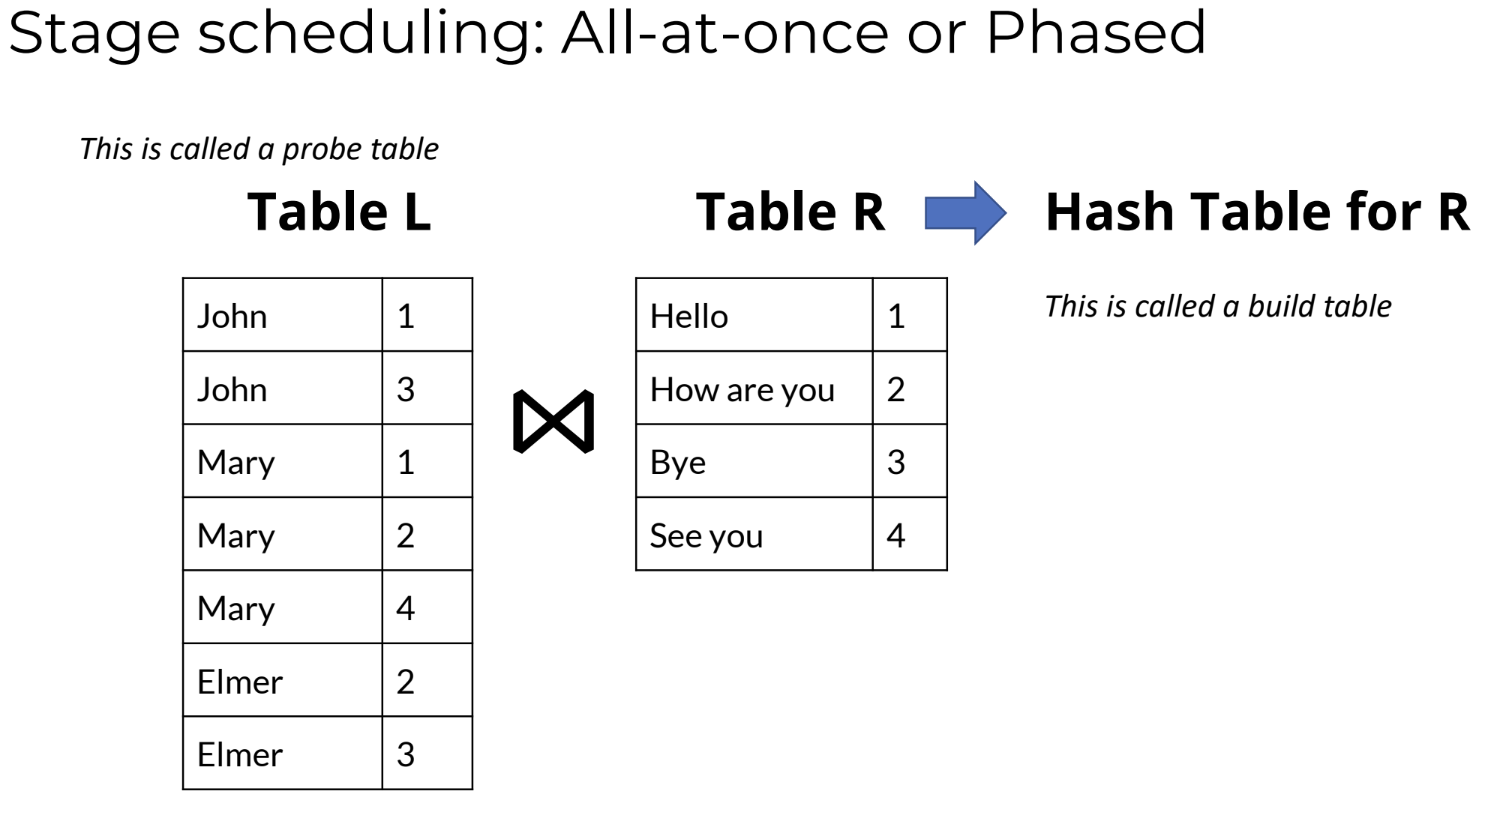 Stage scheduling: All-at-once or Phased
This is called a probe table
Table L
John 1
John 3
Mary 1
Mary 2
Mary 4
Elmer 2
Elmer 3
⋈
Table R
Hello 1
How are you 2
Bye 3
See you 4
Hash Table for R
This is called a build table